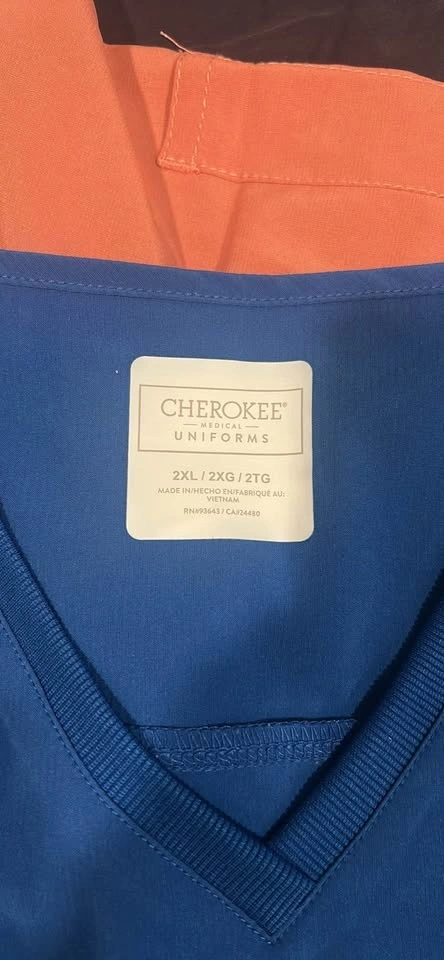 CHEROKEE®
MEDICAL
UNIFORMS
2XL / 2XG / 2TG
MADE IN/HECHO EN/FABRIQUÉ AU:
VIETNAM
RN#93643 / CA#24480